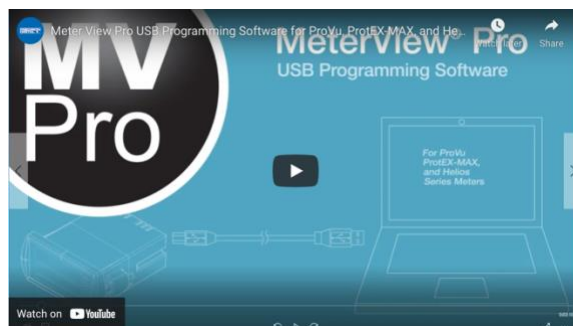 Meter View Pro USB Programming Software for ProVu, ProtEX-MAX, and He...
Watch later
Share
MV
Pro
MeterView® Pro
USB Programming Software
For ProVu
ProtEX-MAX,
and Helios
Series Meters
Watch on YouTube